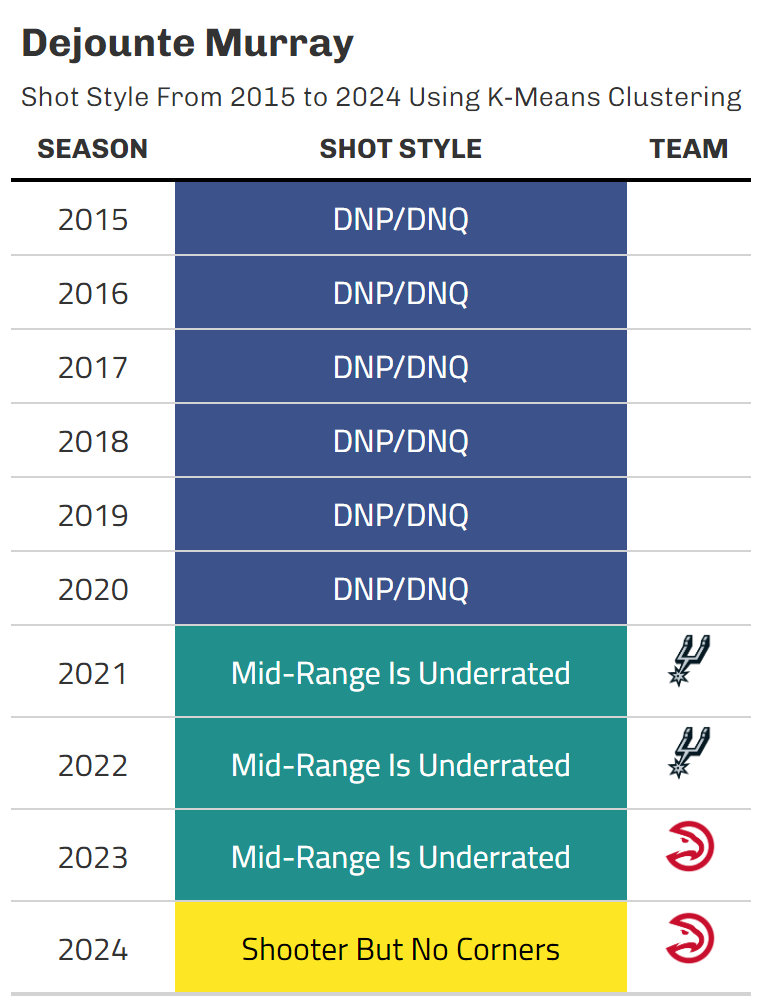 Dejounte Murray
Shot Style From 2015 to 2024 Using K-Means Clustering
SEASON SHOT STYLE TEAM
2015 DNP/DNQ
2016 DNP/DNQ
2017 DNP/DNQ
2018 DNP/DNQ
2019 DNP/DNQ
2020 DNP/DNQ
2021 Mid-Range Is Underrated
2022 Mid-Range Is Underrated
2023 Mid-Range Is Underrated
2024 Shooter But No Corners